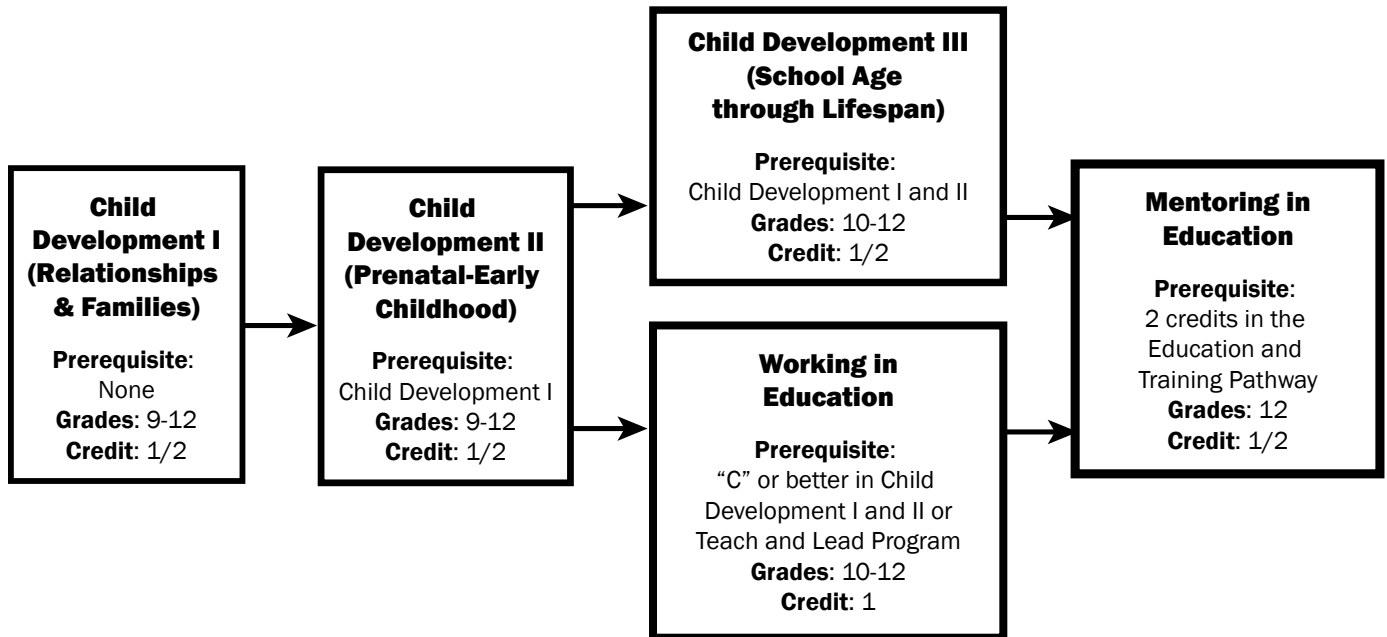 Child
Development I
(Relationships
& Families)
Prerequisite:
None
Grades: 9-12
Credit: 1/2
Child
Development II
(Prenatal-Early
Childhood)
Prerequisite:
Child Development I
Grades: 9-12
Credit: 1/2
Child Development III
(School Age
through Lifespan)
Prerequisite:
Child Development I and II
Grades: 10-12
Credit: 1/2
Working in
Education
Prerequisite:
“C” or better in Child
Development I and II or
Teach and Lead Program
Grades: 10-12
Credit: 1
Mentoring in
Education
Prerequisite:
2 credits in the
Education and
Training Pathway
Grades: 12
Credit: 1/2